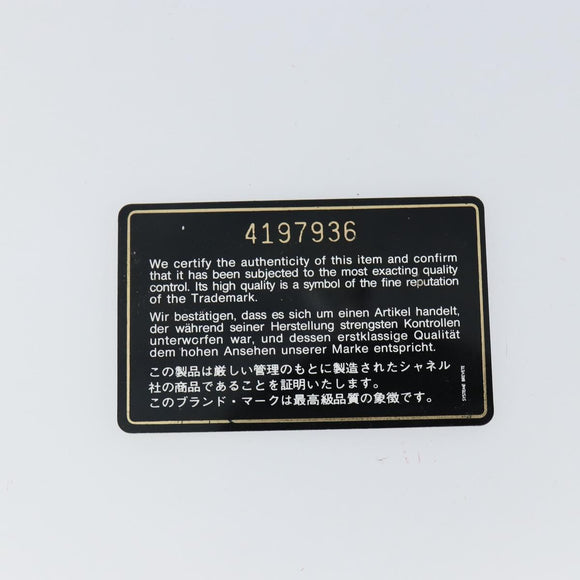 4197936
We certify the authenticity of this item and confirm
that it has been subjected to the most exacting quality
control. Its high quality is a symbol of the fine reputation
of the Trademark.
Wir bestätigen, dass es sich um einen Artikel handelt,
der während seiner Herstellung strengsten Kontrollen
unterworfen war, und dessen erstklassige Qualität
dem hohen Ansehen unserer Marke entspricht.
この製品は厳しい管理のもとに製造されたシャネル
社の商品であることを証明いたします。
このブランド・マークは最高級品質の象徴です。
SYSTEME BREVETE